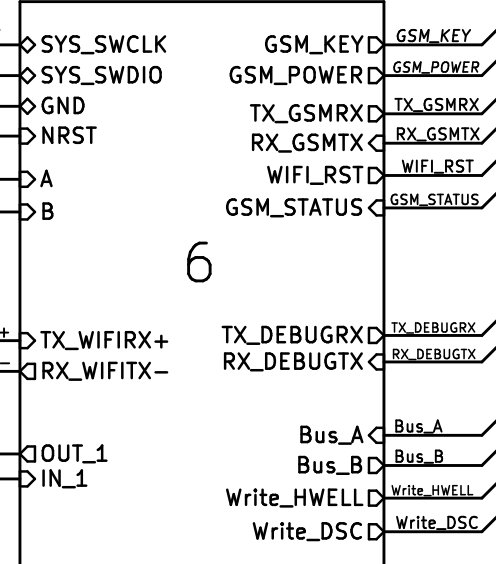 SYS_SWCLK
SYS_SWDIO
GND
NRST
A
B
TX_WIFIRX+
RX_WIFITX-
OUT_1
IN_1
6
GSM_KEY
GSM_POWER
TX_GSMRX
RX_GSMTX
WIFI_RST
GSM_STATUS
TX_DEBUGRX
RX_DEBUGTX
Bus_A
Bus_B
Write_HWELL
Write_DSC
GSM_KEY
GSM_POWER
TX_GSMRX
RX_GSMTX
WIFI_RST
GSM_STATUS
TX_DEBUGRX
RX_DEBUGTX
Bus_A
Bus_B
Write_HWELL
Write_DSC